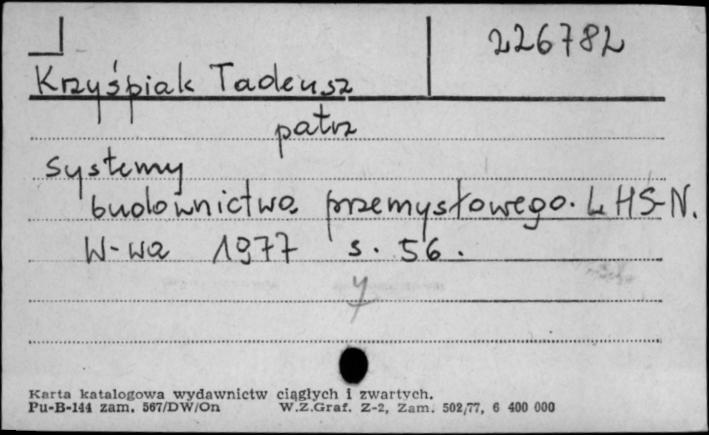 226782
Krzyśpiak Tadeusz
patrz
Systemy
budownictwa przemysłowego. LHS-N.
W-wa 1977 s. 56.
Karta katalogowa wydawnictw ciągłych i zwartych.
Pu-B-144 zam. 567/DW/On W.Z.Graf. Z-2, Zam. 502/77, 6 400 000